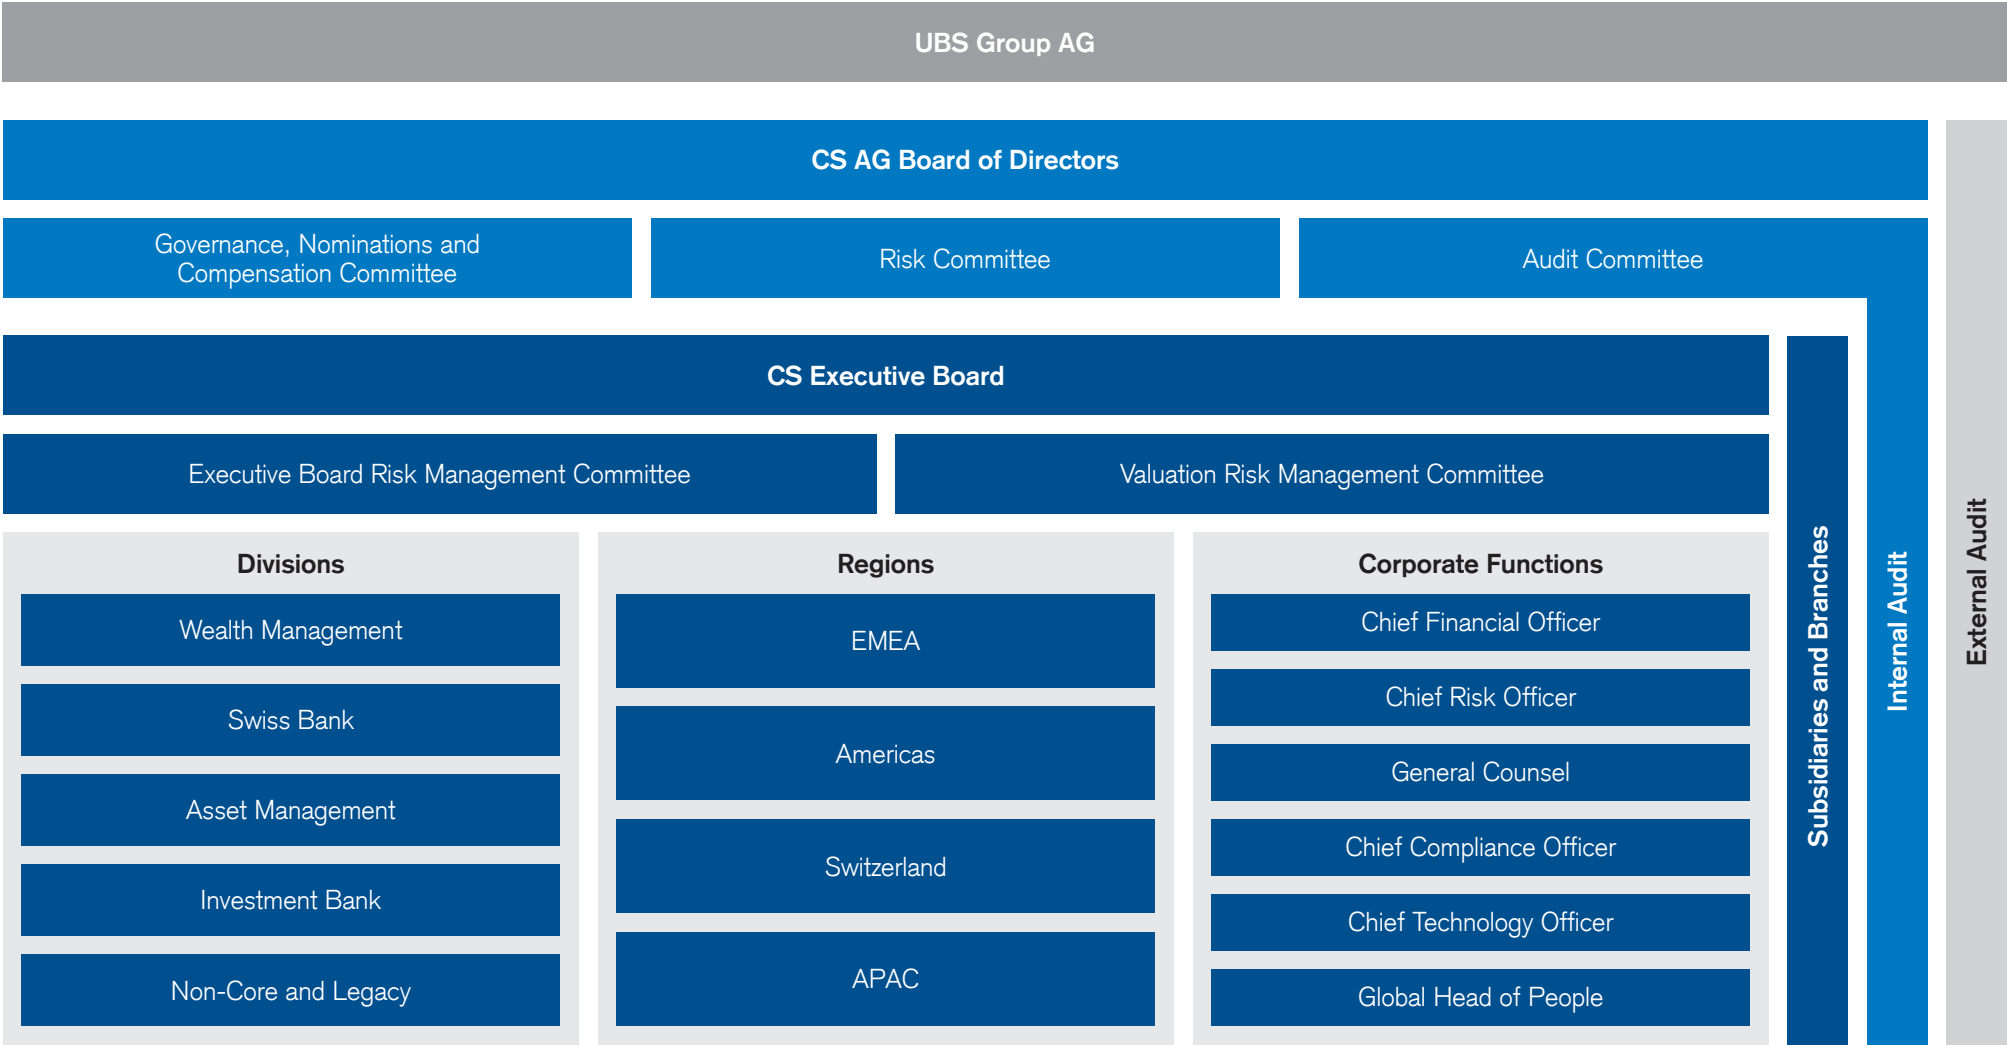 UBS Group AG
CS AG Board of Directors
Governance, Nominations and
Compensation Committee
Risk Committee
Audit Committee
CS Executive Board
Executive Board Risk Management Committee
Valuation Risk Management Committee
Divisions
Wealth Management
Swiss Bank
Asset Management
Investment Bank
Non-Core and Legacy
Regions
EMEA
Americas
Switzerland
APAC
Corporate Functions
Chief Financial Officer
Chief Risk Officer
General Counsel
Chief Compliance Officer
Chief Technology Officer
Global Head of People
Subsidiaries and Branches
Internal Audit
External Audit